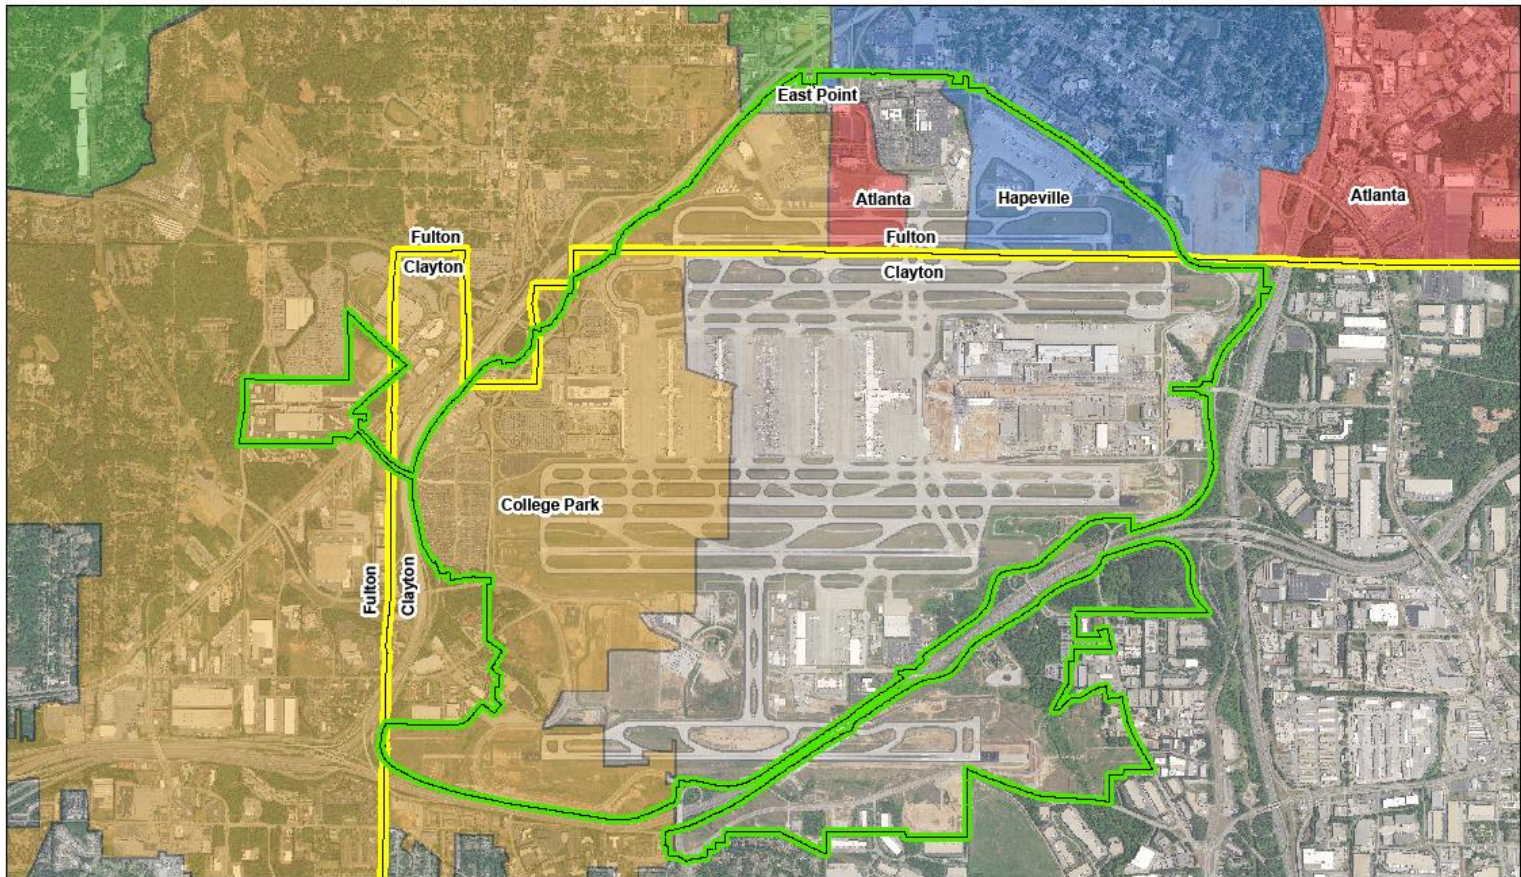 East Point
Atlanta
Hapeville
Atlanta
Fulton
Fulton
Clayton
Clayton
College Park
Fulton
Clayton